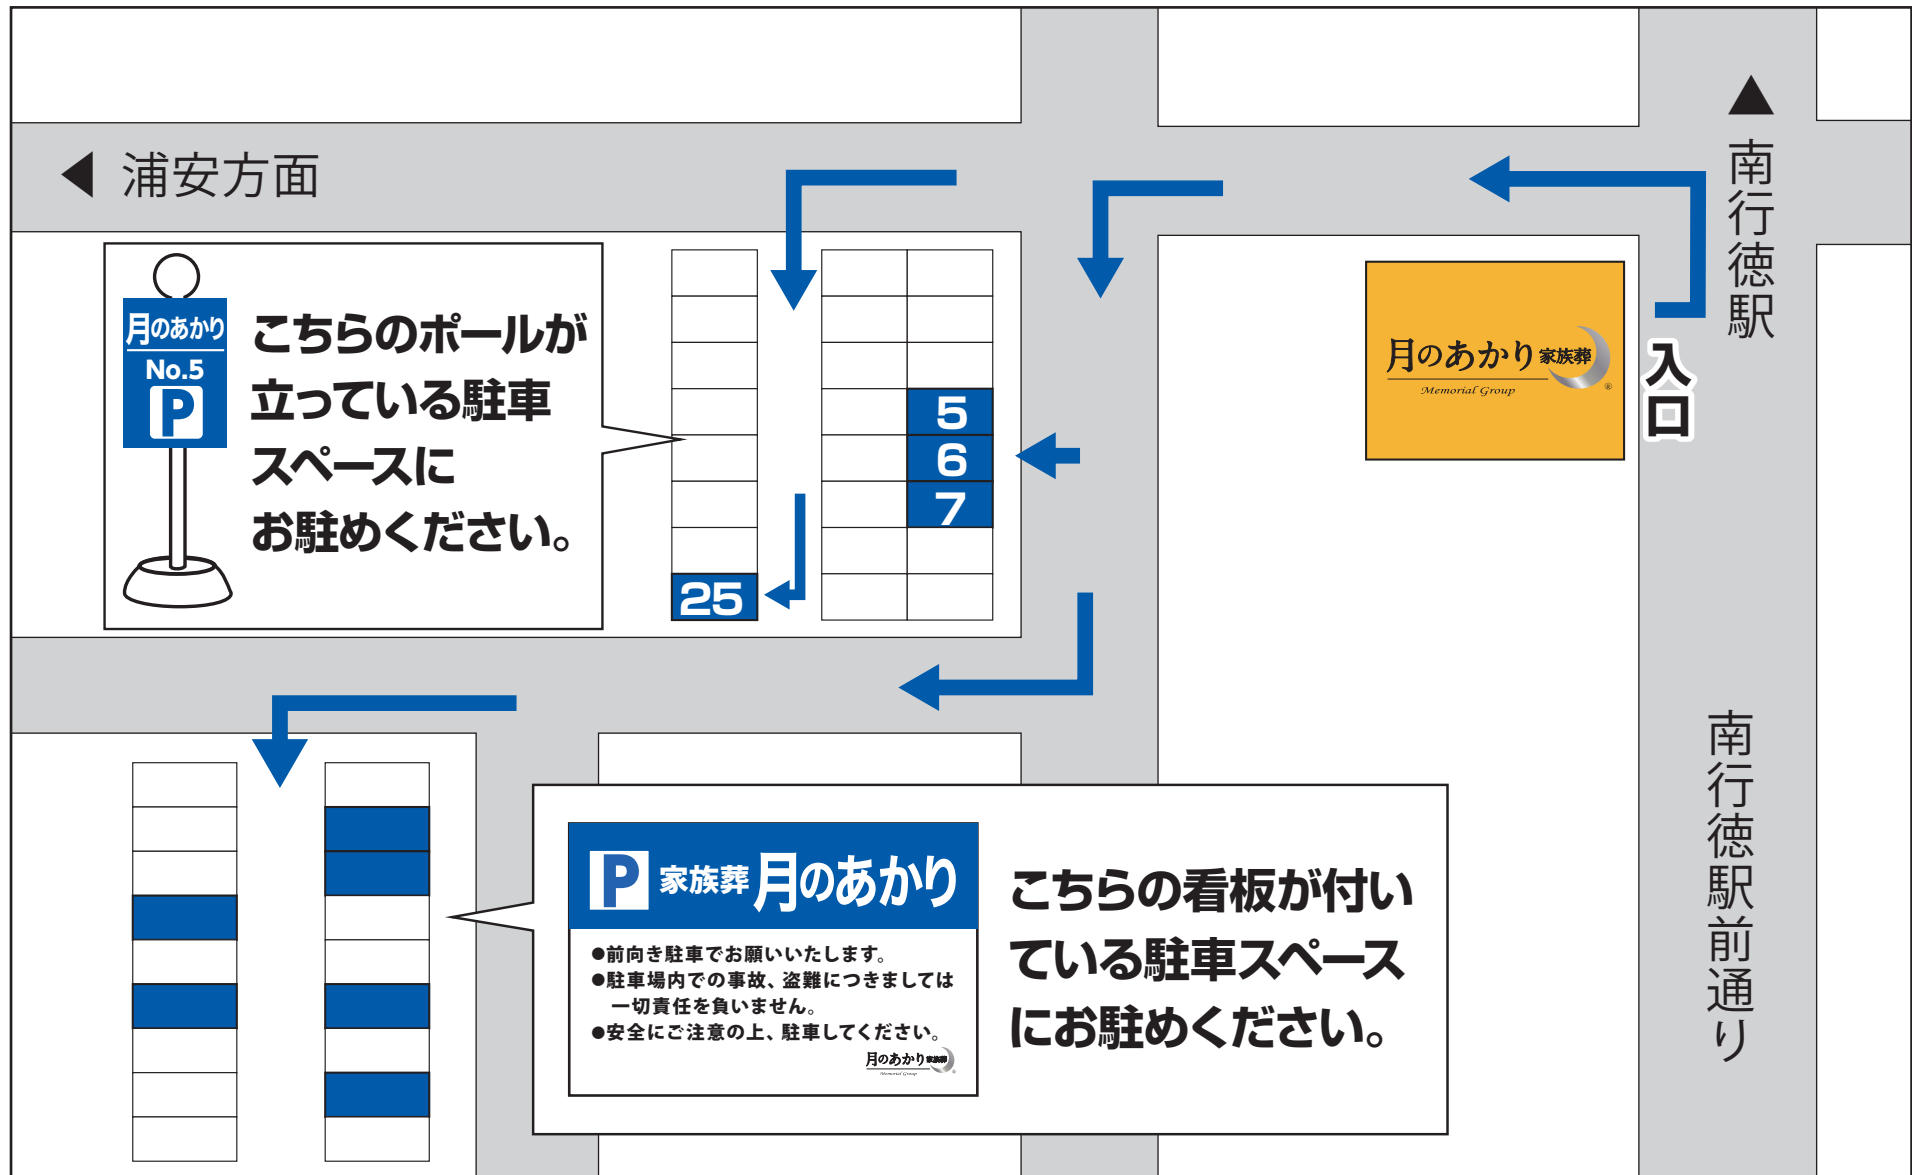 ◀ 浦安方面
▲ 南行徳駅
月のあかり
No.5
P
こちらのポールが
立っている駐車
スペースに
お駐めください。
5
6
7
25
月のあかり 家族葬
Memorial Group
®
入口
南行徳駅前通り
P 家族葬 月のあかり
●前向き駐車でお願いいたします。
●駐車場内での事故、盗難につきましては
一切責任を負いません。
●安全にご注意の上、駐車してください。
月のあかり 家族葬
Memorial Group
こちらの看板が付い
ている駐車スペース
にお駐めください。